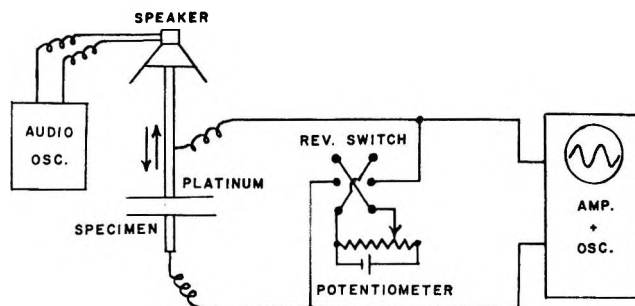 SPEAKER
AUDIO
OSC.
REV. SWITCH
PLATINUM
SPECIMEN
AMP.
+
OSC.
POTENTIOMETER